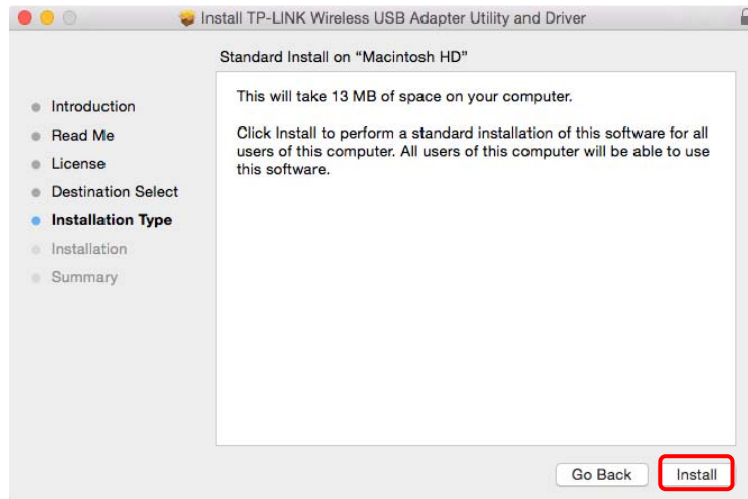 Install TP-LINK Wireless USB Adapter Utility and Driver
Standard Install on “Macintosh HD”
Introduction
Read Me
License
Destination Select
Installation Type
Installation
Summary
This will take 13 MB of space on your computer.
Click Install to perform a standard installation of this software for all
users of this computer. All users of this computer will be able to use
this software.
Go Back
Install